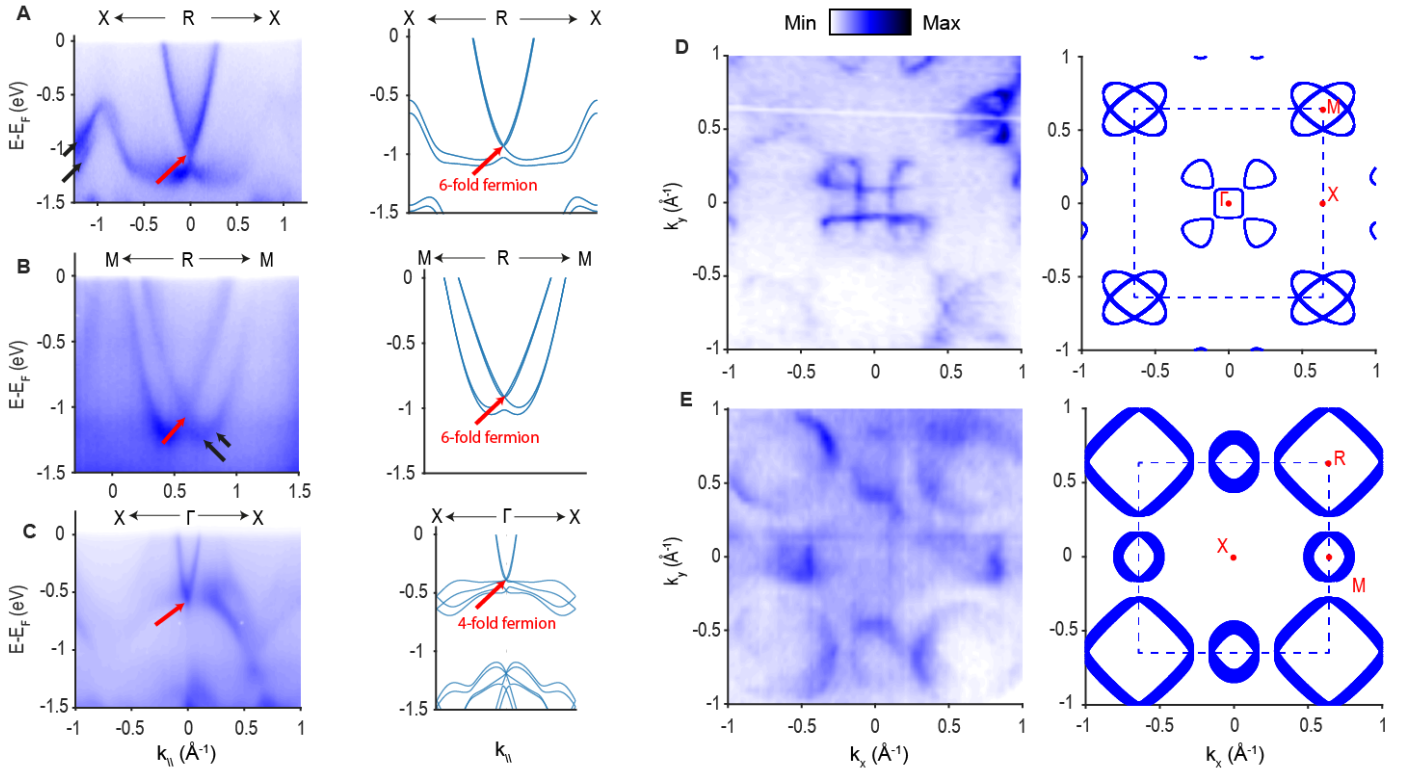 A
X ← R → X
E-E_F (eV)
0
-0.5
-1
-1.5
-1
-0.5
0
0.5
1
X ← R → X
0
-0.5
-1
-1.5
6-fold fermion
B
M ← R → M
E-E_F (eV)
0
-0.5
-1
-1.5
0
0.5
1
1.5
M ← R → M
0
-0.5
-1
-1.5
6-fold fermion
C
X ← Γ → X
E-E_F (eV)
0
-0.5
-1
-1.5
-1
-0.5
0
0.5
1
k_\\ (Å⁻¹)
X ← Γ → X
0
-0.5
-1
-1.5
4-fold fermion
k_\\
Min Max
D
k_y (Å⁻¹)
1
0.5
0
-0.5
-1
-1
-0.5
0
0.5
1
1
0.5
0
-0.5
-1
-1
-0.5
0
0.5
1
M
Γ
X
E
k_y (Å⁻¹)
1
0.5
0
-0.5
-1
-1
-0.5
0
0.5
1
k_x (Å⁻¹)
k_y (Å⁻¹)
1
0.5
0
-0.5
-1
-1
-0.5
0
0.5
1
R
X
M
k_x (Å⁻¹)